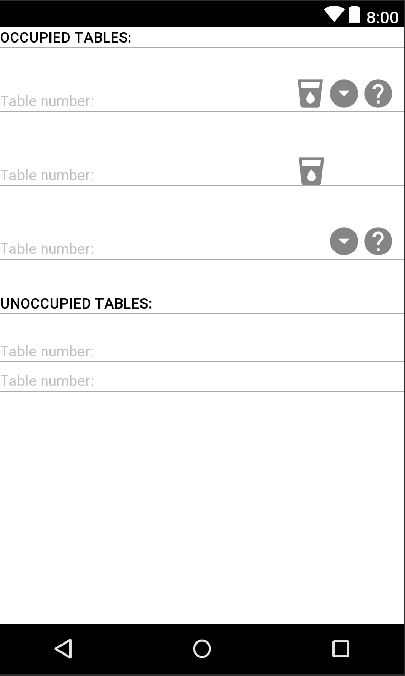 8:00
OCCUPIED TABLES:
Table number:
?
Table number:
Table number:
?
UNOCCUPIED TABLES:
Table number:
Table number: